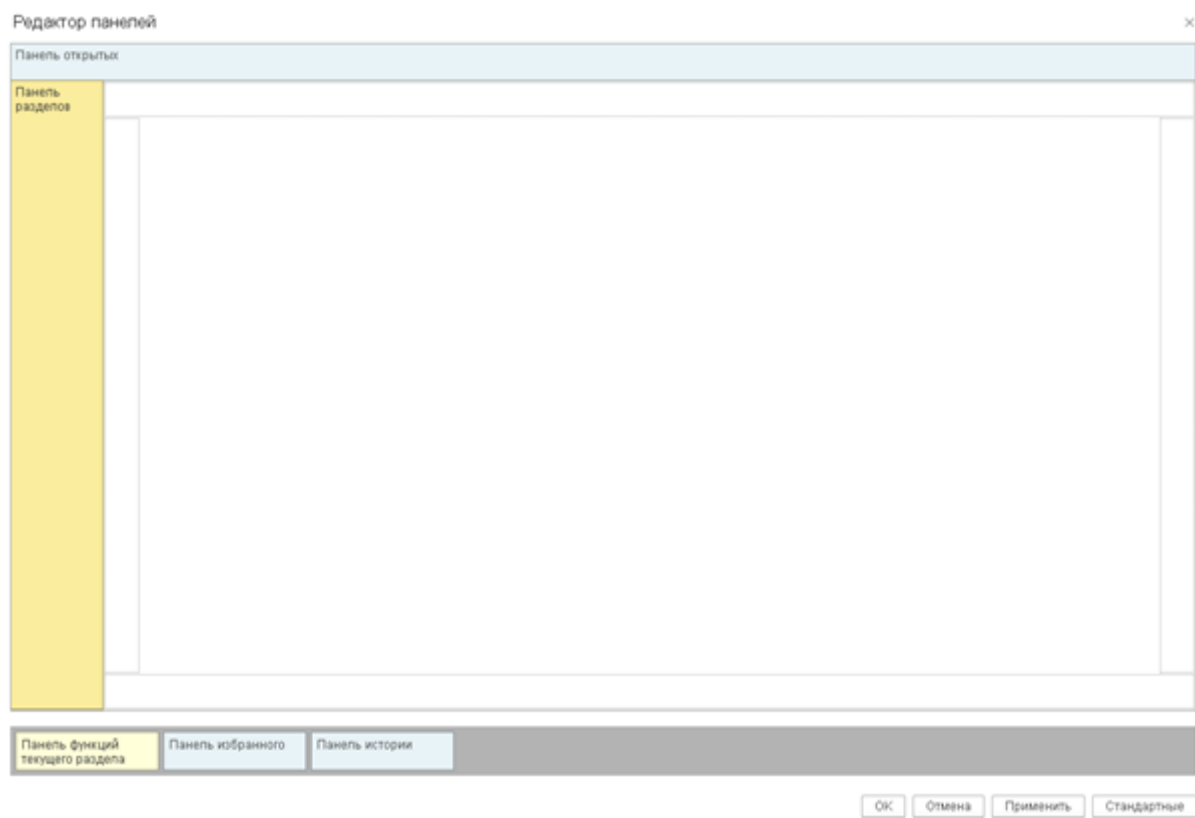 Редактор панелей
Панель открытых
Панель
разделов
Панель функций
текущего раздела
Панель избранного
Панель истории
OK
Отмена
Применить
Стандартные